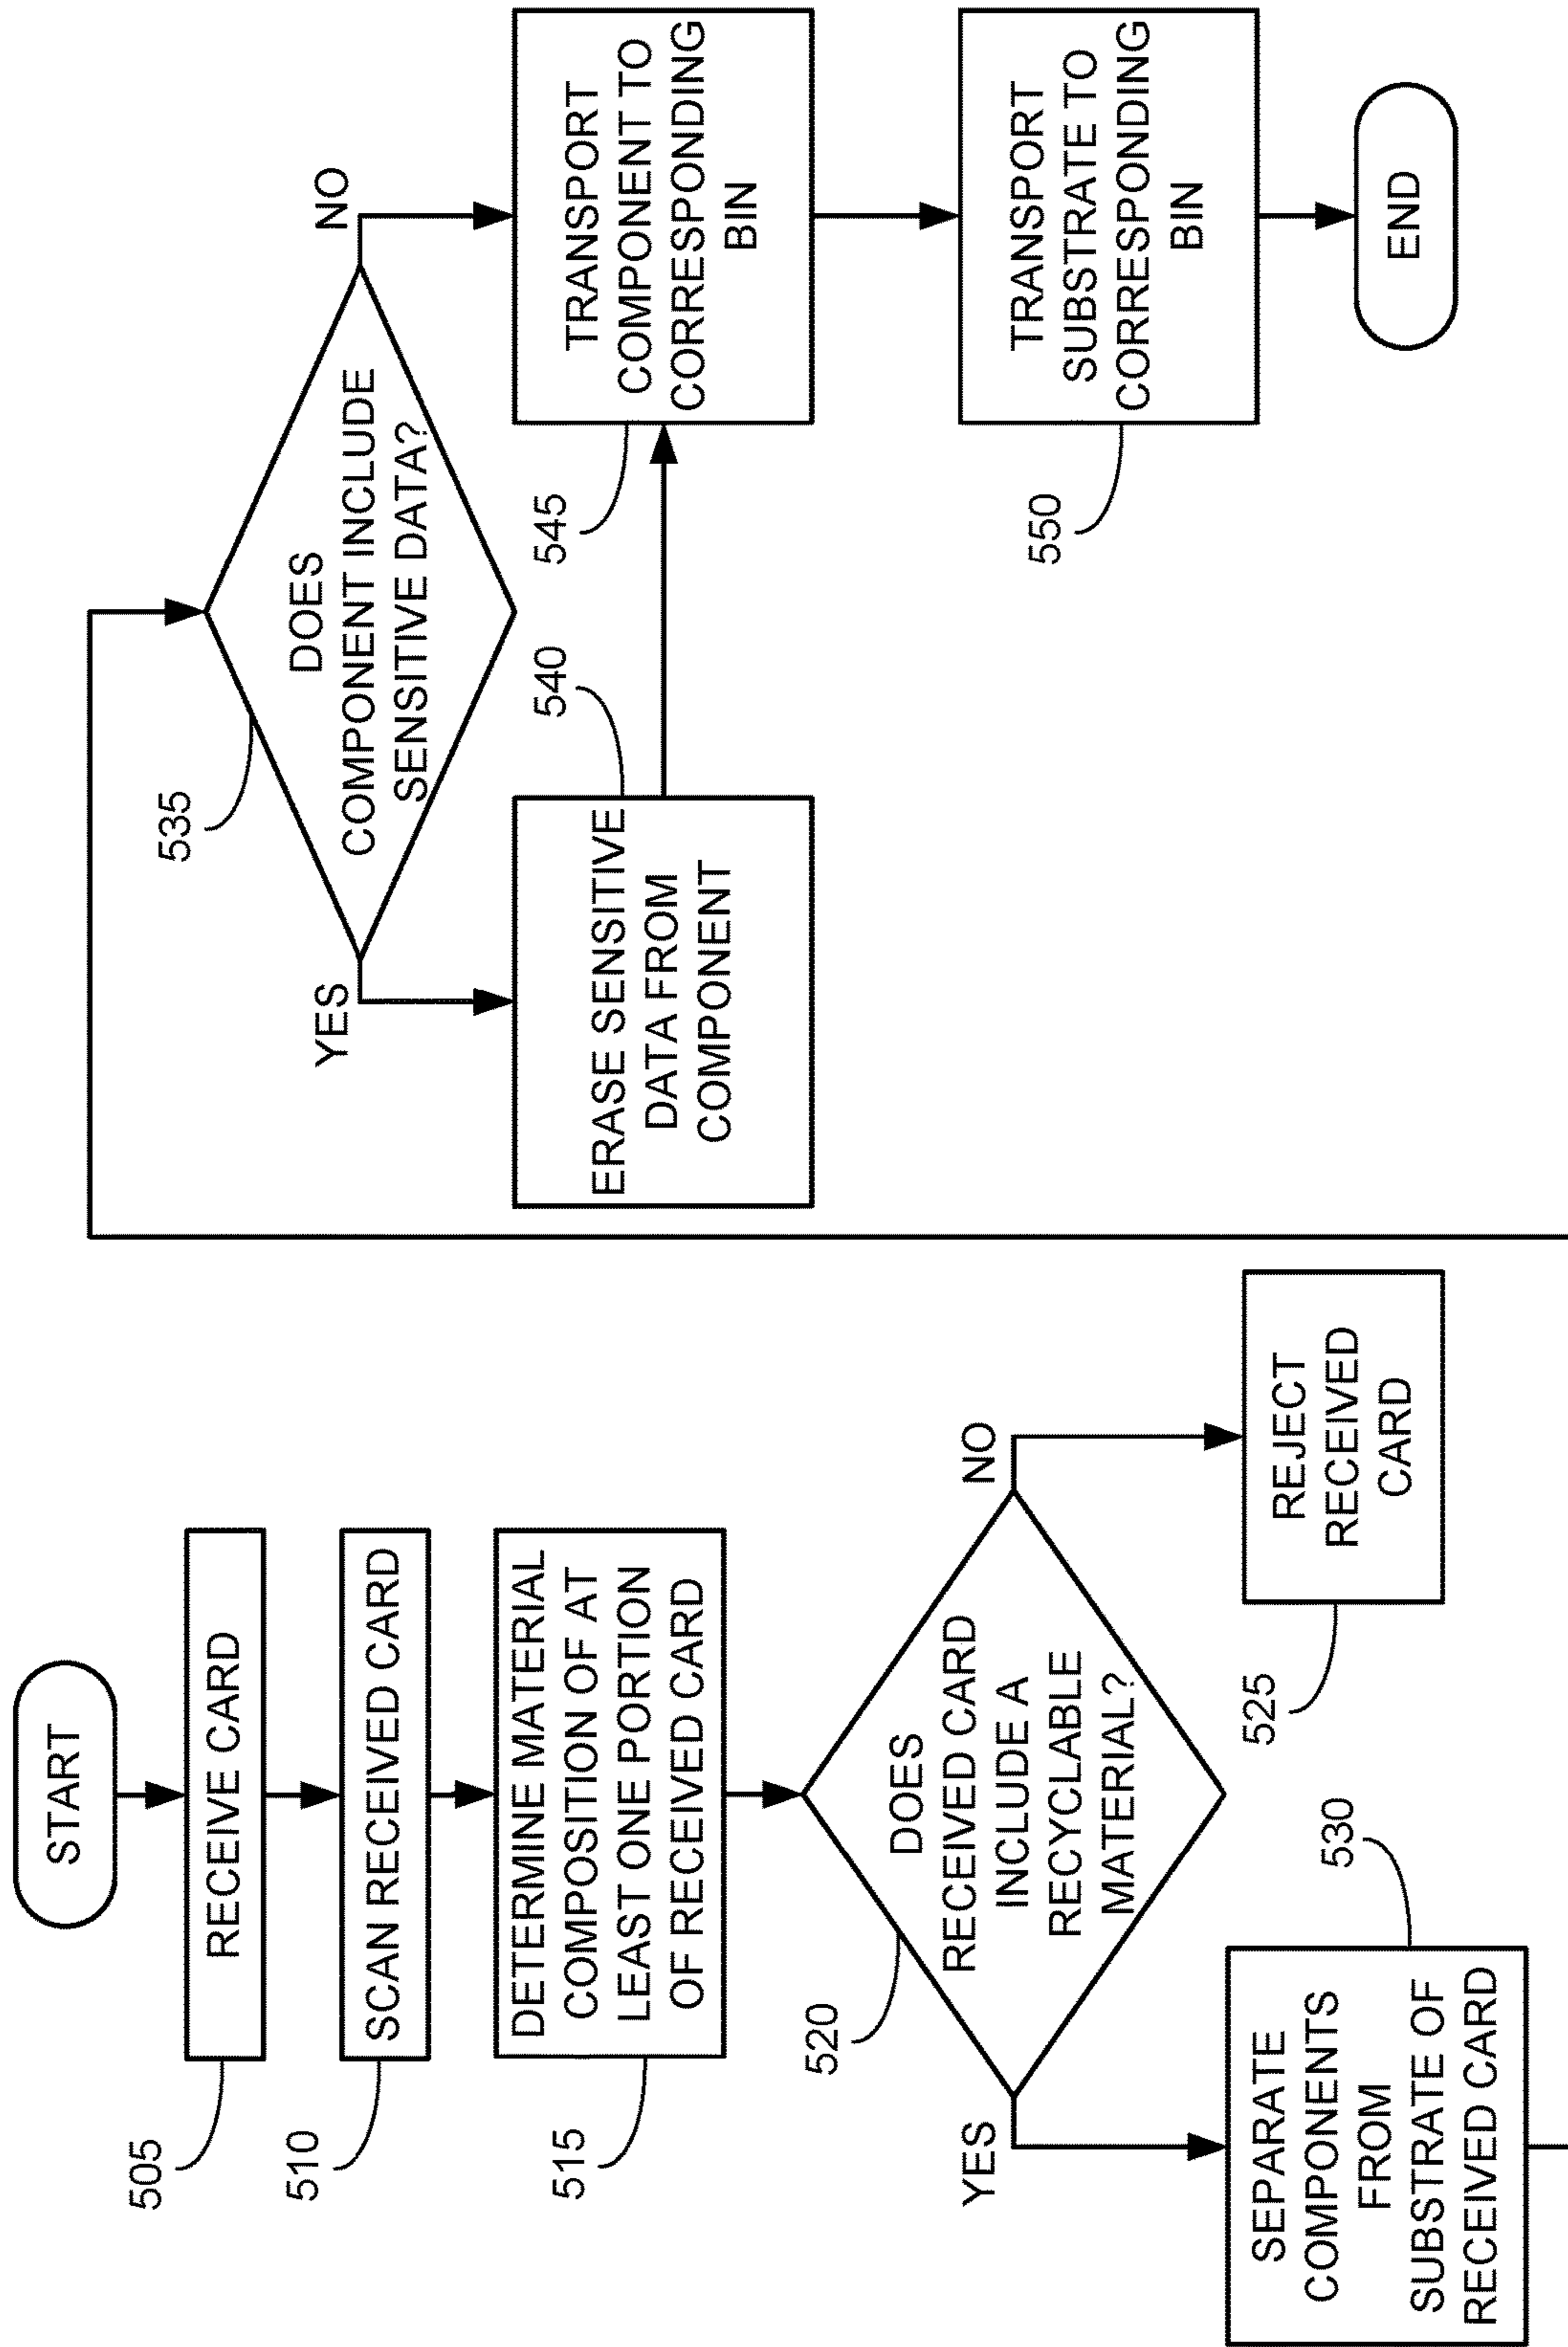 START
505
RECEIVE CARD
510
SCAN RECEIVED CARD
515
DETERMINE MATERIAL
COMPOSITION OF AT
LEAST ONE PORTION
OF RECEIVED CARD
520
DOES
RECEIVED CARD
INCLUDE A
RECYCLABLE
MATERIAL?
YES
NO
530
SEPARATE
COMPONENTS
FROM
SUBSTRATE OF
RECEIVED CARD
525
REJECT
RECEIVED
CARD
535
DOES
COMPONENT INCLUDE
SENSITIVE DATA?
YES
NO
540
ERASE SENSITIVE
DATA FROM
COMPONENT
545
TRANSPORT
COMPONENT TO
CORRESPONDING
BIN
550
TRANSPORT
SUBSTRATE TO
CORRESPONDING
BIN
END